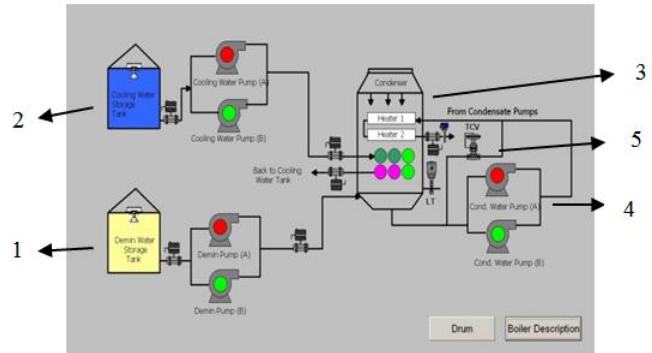 Cooling Water
Storage
Tank
Cooling Water Pump (A)
Cooling Water Pump (B)
Condenser
Heater 1
Heater 2
From Condensate Pumps
TCV
Back to Cooling
Water Tank
LT
Cond. Water Pump (A)
Cond. Water Pump (B)
Demin Water
Storage
Tank
Demin Pump (A)
Demin Pump (B)
Drum
Boiler Description
3
2
5
4
1